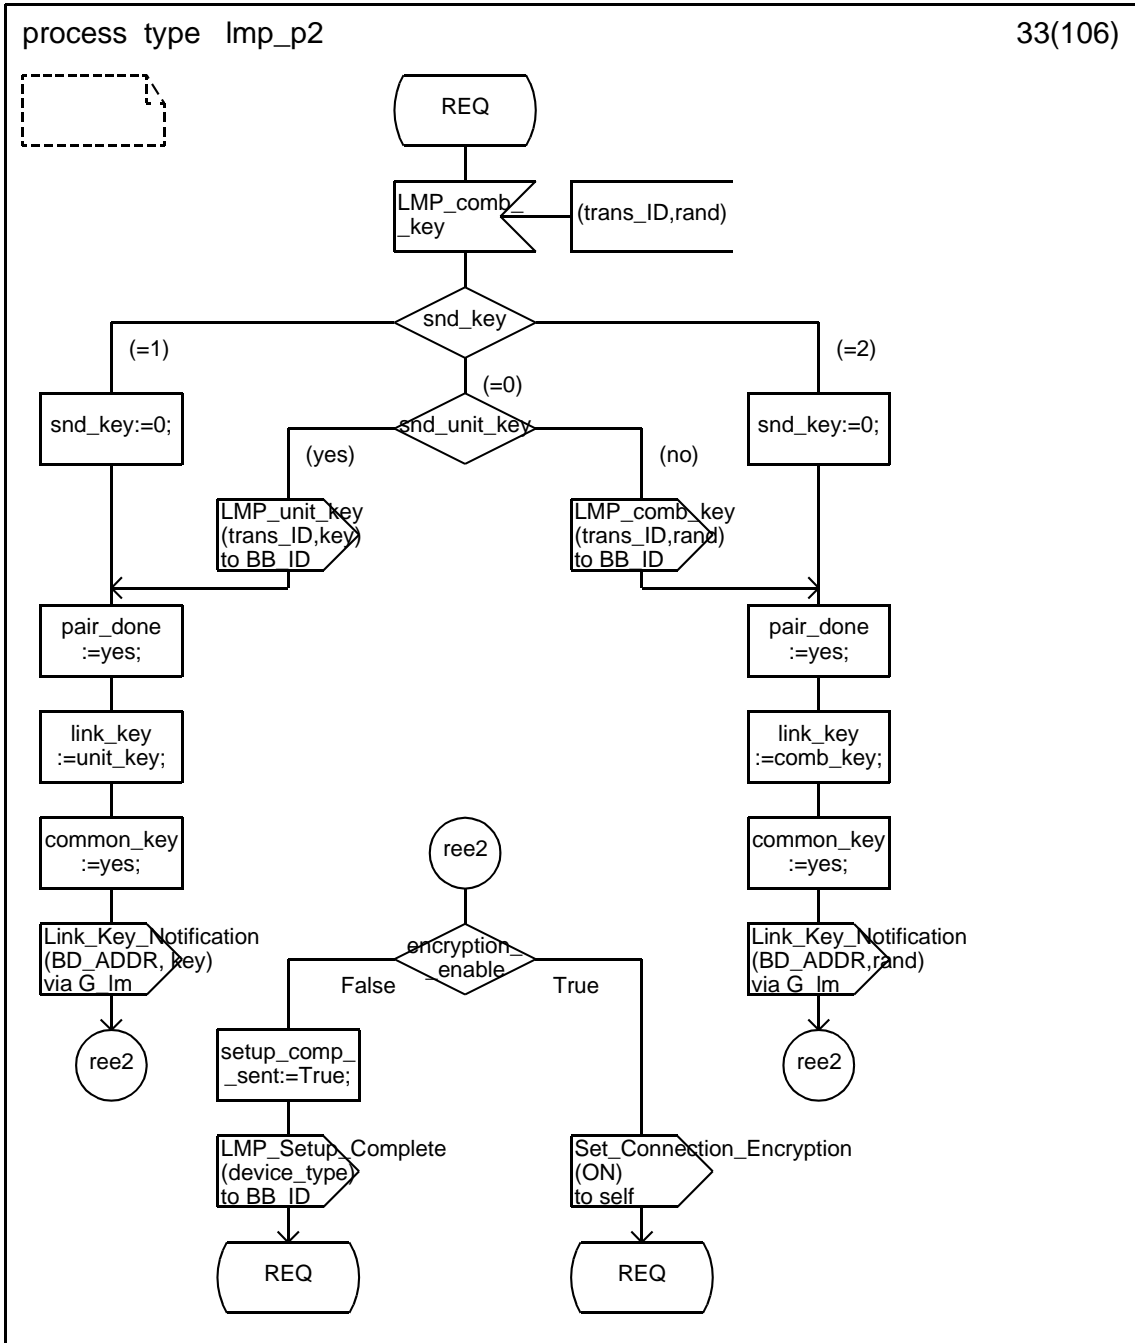 process type lmp_p2
33(106)
REQ
LMP_comb_
_key
(trans_ID,rand)
snd_key
(=1)
(=0)
(=2)
snd_key:=0;
snd_unit_key
snd_key:=0;
(yes)
(no)
LMP_unit_key
(trans_ID,key)
to BB_ID
LMP_comb_key
(trans_ID,rand)
to BB_ID
pair_done
:=yes;
pair_done
:=yes;
link_key
:=unit_key;
link_key
:=comb_key;
common_key
:=yes;
ree2
common_key
:=yes;
Link_Key_Notification
(BD_ADDR, key)
via G_lm
encryption_
_enable
Link_Key_Notification
(BD_ADDR,rand)
via G_lm
False
True
ree2
setup_comp_
_sent:=True;
ree2
LMP_Setup_Complete
(device_type)
to BB_ID
Set_Connection_Encryption
(ON)
to self
REQ
REQ